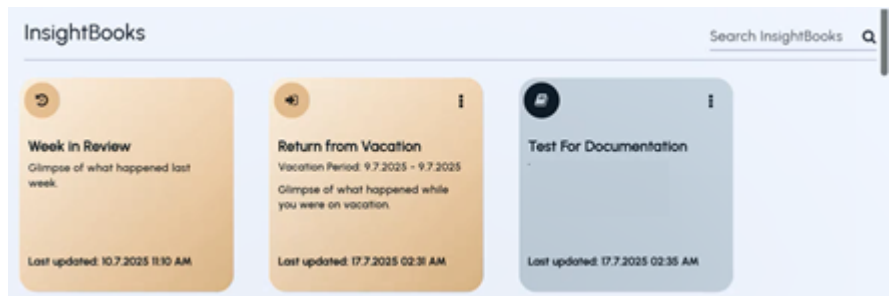 InsightBooks
Search InsightBooks
Week in Review
Glimpse of what happened last
week.
Last updated: 10.7.2025 11:10 AM
Return from Vacation
Vacation Period: 9.7.2025 - 9.7.2025
Glimpse of what happened while
you were on vacation.
Last updated: 17.7.2025 02:31 AM
Test For Documentation
.
Last updated: 17.7.2025 02:35 AM